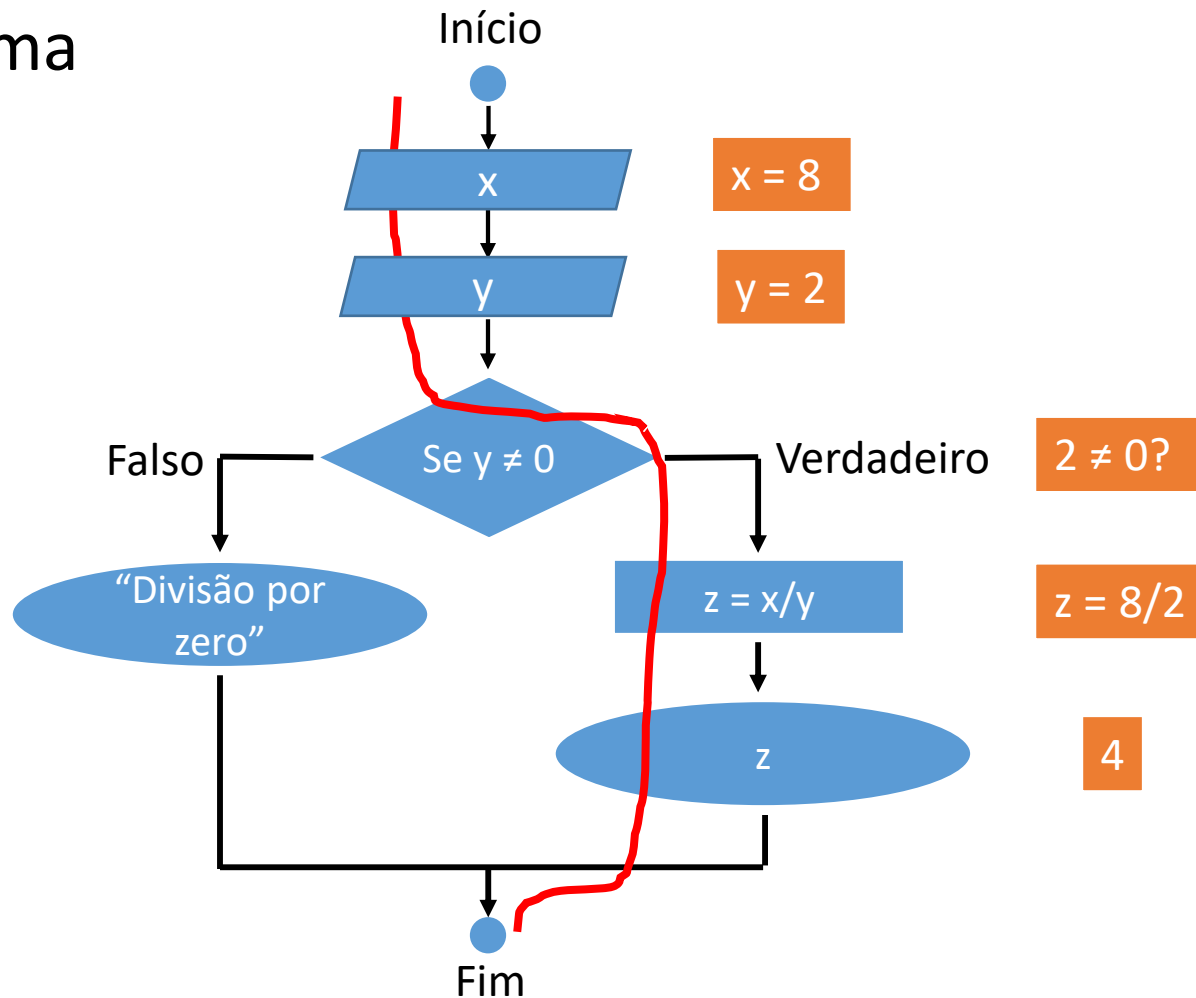 ma
Início
x
x = 8
y
y = 2
Se y ≠ 0
Falso
Verdadeiro
2 ≠ 0?
“Divisão por
zero”
z = x/y
z = 8/2
z
4
Fim